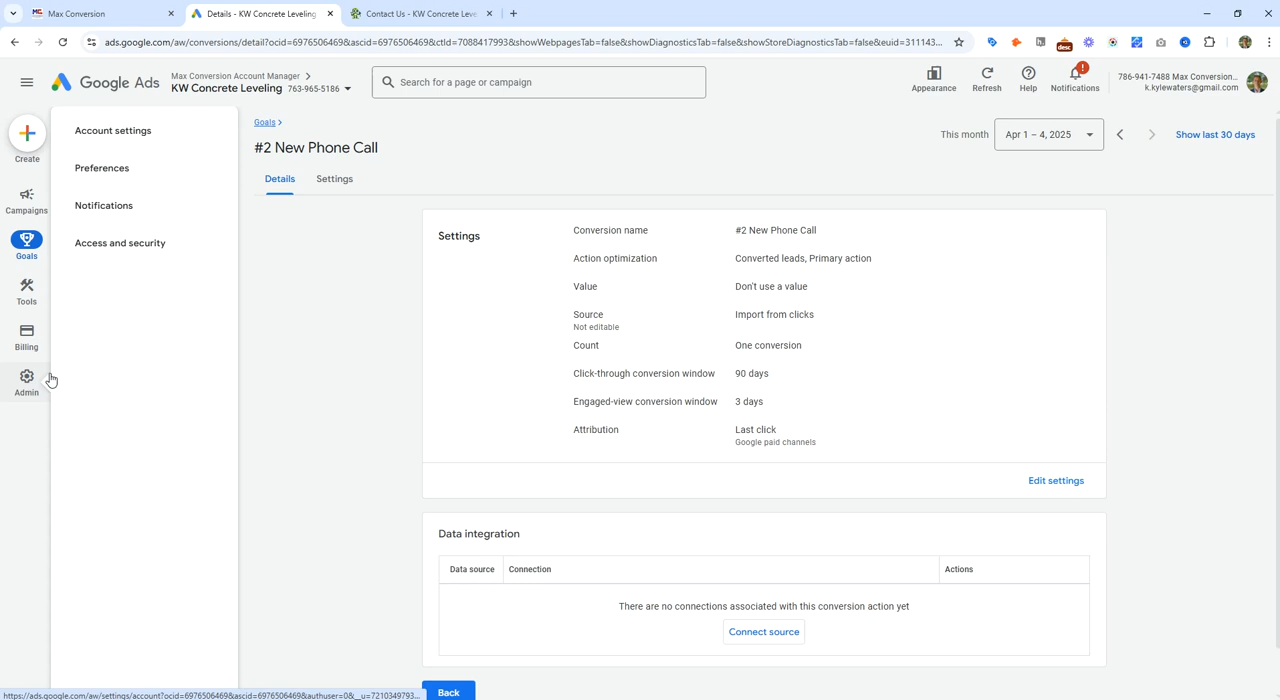 Max Conversion
Details - KW Concrete Leveling
Contact Us - KW Concrete Leve
ads.google.com/aw/conversions/detail?ocid=6976506469&ascid=6976506469&ctId=7088417993&showWebpagesTab=false&showDiagnosticsTab=false&showStoreDiagnosticsTab=false&euid=311143...
desc
Google Ads
Max Conversion Account Manager
KW Concrete Leveling 763-965-5186
Search for a page or campaign
Appearance
Refresh
Help
Notifications
786-941-7488 Max Conversion...
k.kylewaters@gmail.com
Create
Campaigns
Goals
Tools
Billing
Admin
Account settings
Preferences
Notifications
Access and security
Goals
#2 New Phone Call
This month
Apr 1 – 4, 2025
Show last 30 days
Details
Settings
Settings
Conversion name #2 New Phone Call
Action optimization Converted leads, Primary action
Value Don't use a value
Source Import from clicks
Not editable
Count One conversion
Click-through conversion window 90 days
Engaged-view conversion window 3 days
Attribution Last click
Google paid channels
Edit settings
Data integration
Data source Connection Actions
There are no connections associated with this conversion action yet
Connect source
Back
https://ads.google.com/aw/settings/account?ocid=6976506469&ascid=6976506469&authuser=0&__u=7210349793...